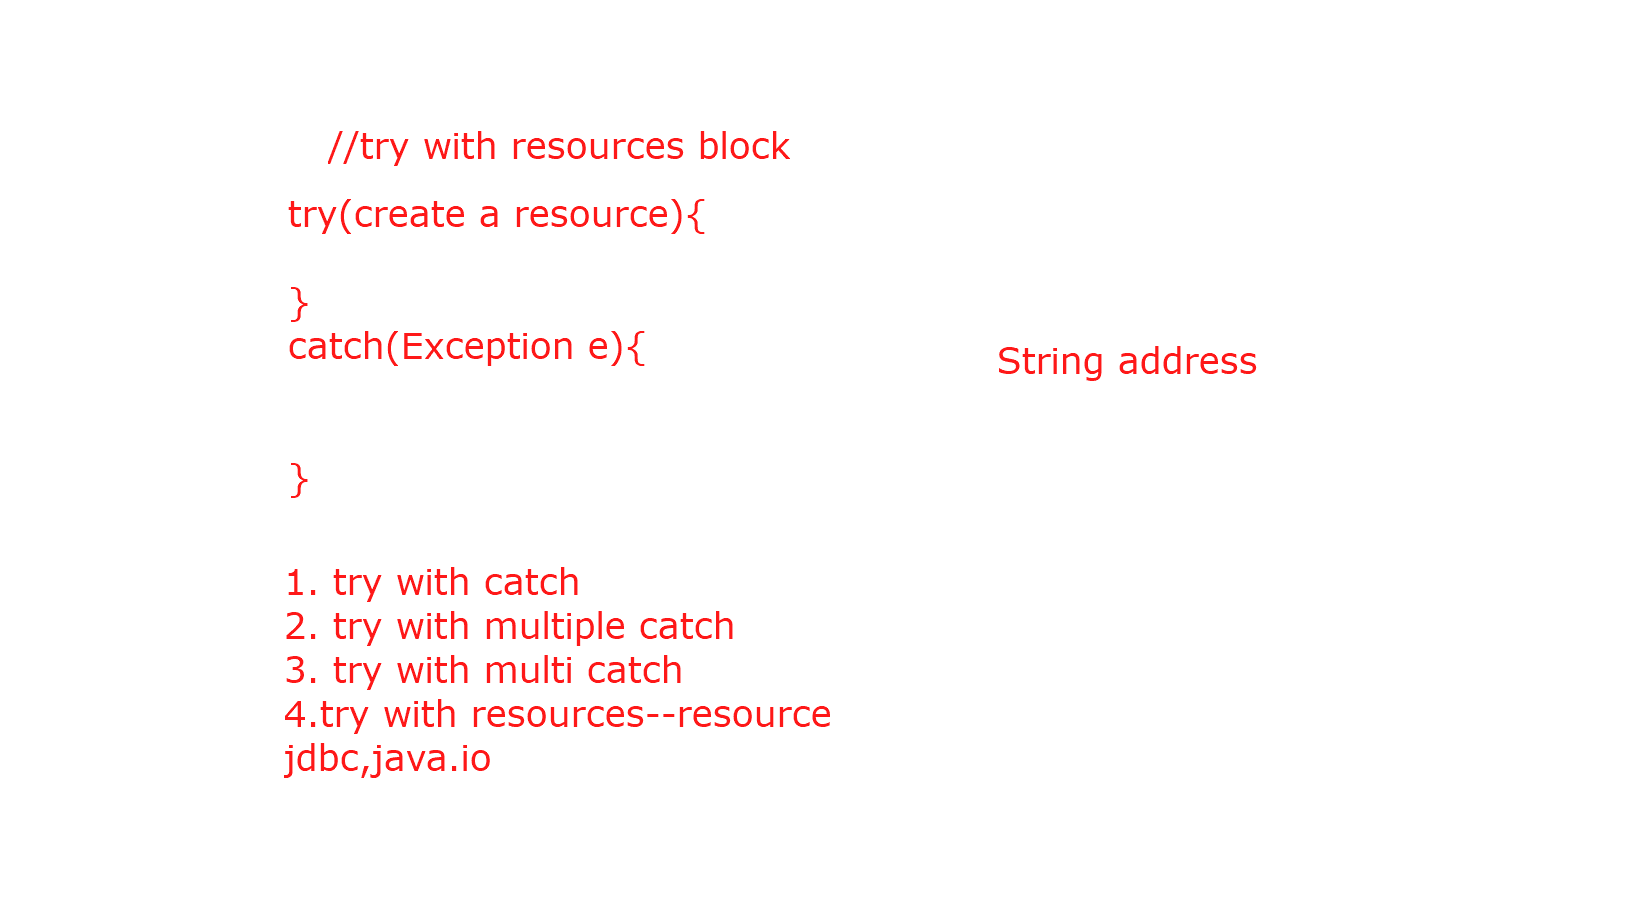 //try with resources block
try(create a resource){
}
catch(Exception e){
String address
}
1. try with catch
2. try with multiple catch
3. try with multi catch
4.try with resources--resource
jdbc,java.io